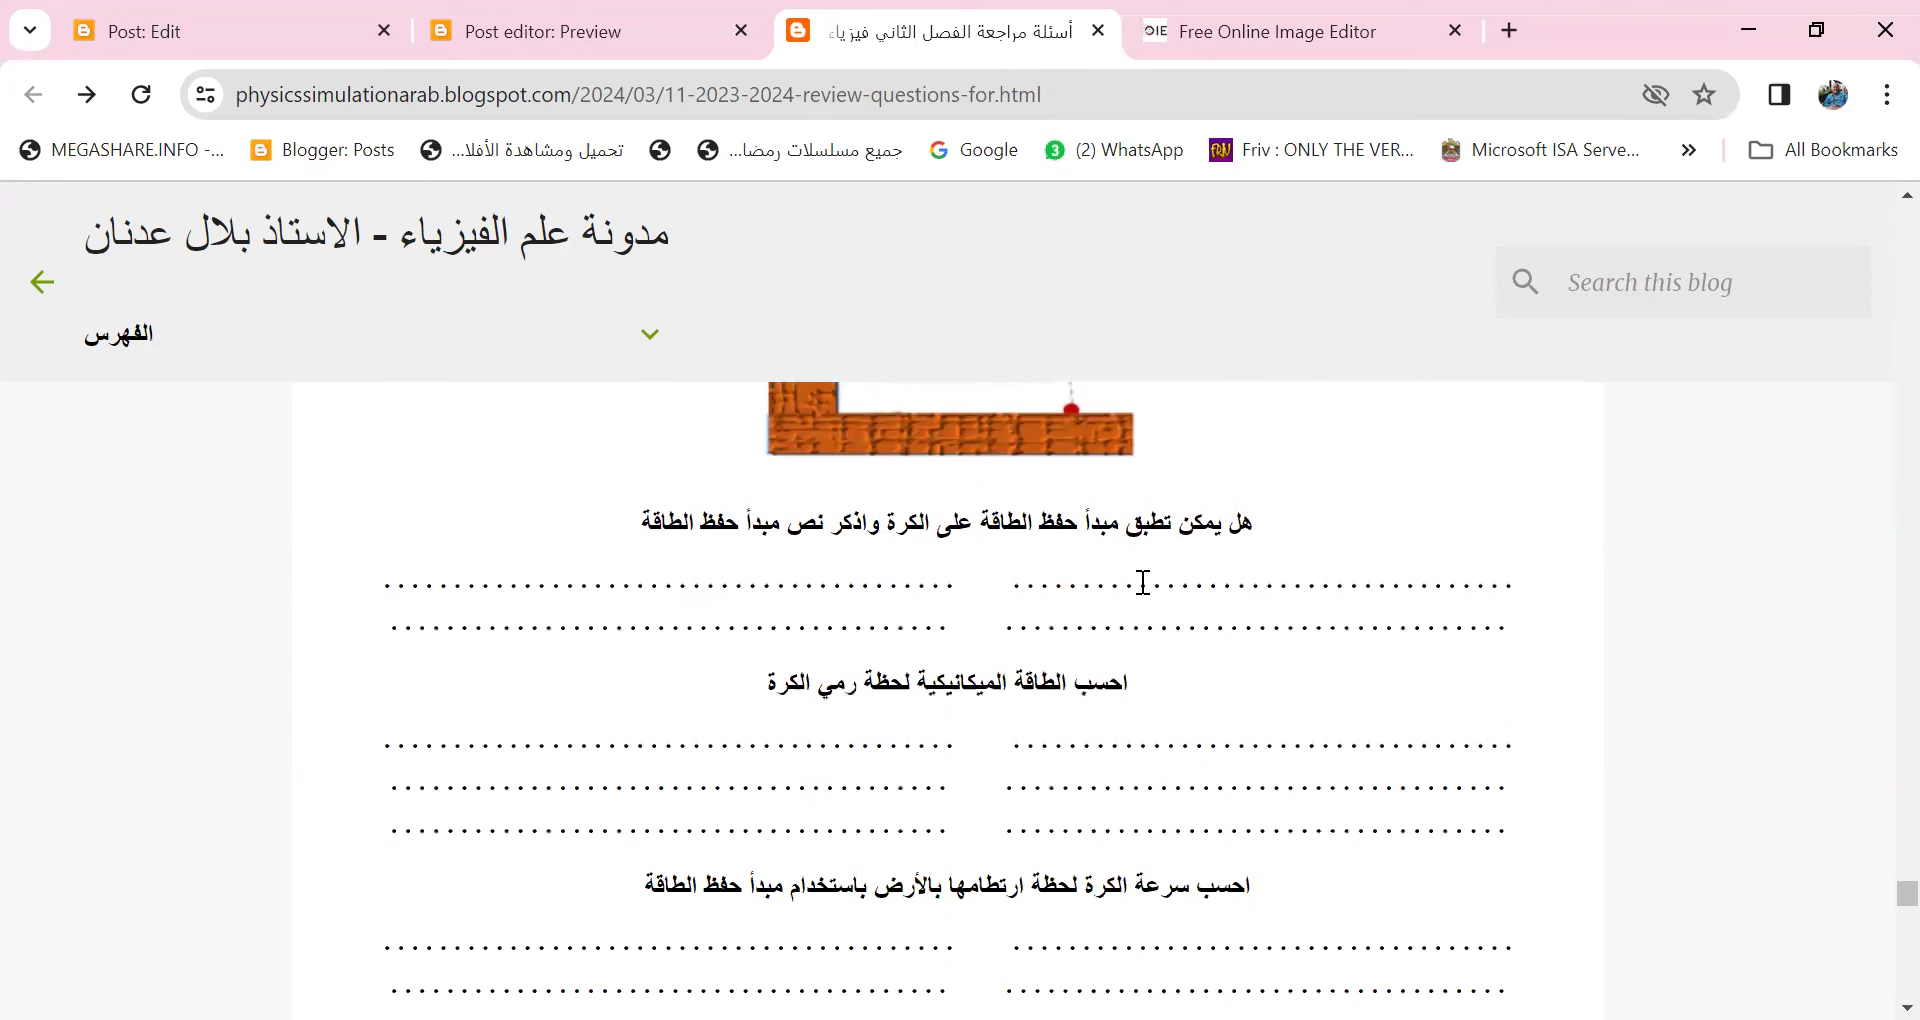 Post: Edit
Post editor: Preview
أسئلة مراجعة الفصل الثاني فيزياء
OIE Free Online Image Editor
physicssimulationarab.blogspot.com/2024/03/11-2023-2024-review-questions-for.html
MEGASHARE.INFO -...
Blogger: Posts
تحميل ومشاهدة الأفلا...
جميع مسلسلات رمضا...
Google
3 (2) WhatsApp
FRIV Friv : ONLY THE VER...
Microsoft ISA Serve...
All Bookmarks
مدونة علم الفيزياء - الاستاذ بلال عدنان
Search this blog
الفهرس
هل يمكن تطبق مبدأ حفظ الطاقة على الكرة واذكر نص مبدأ حفظ الطاقة
....................................    .........................................
....................................    ........................................
احسب الطاقة الميكانيكية لحظة رمي الكرة
....................................    .........................................
....................................    ........................................
....................................    ........................................
احسب سرعة الكرة لحظة ارتطامها بالأرض باستخدام مبدأ حفظ الطاقة
....................................    .........................................
....................................    ........................................